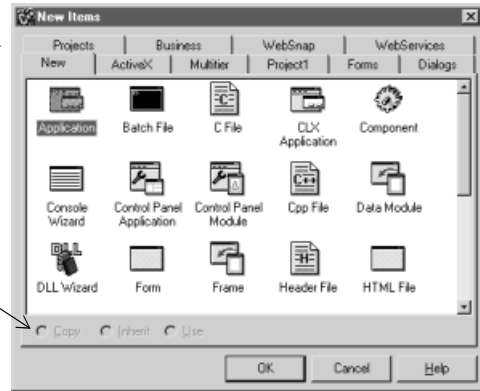 New Items
Projects Business WebSnap WebServices
New ActiveX Multitier Project1 Forms Dialogs
Application Batch File C File CLX Application Component
Console Wizard Control Panel Application Control Panel Module Cpp File Data Module
DLL Wizard Form Frame Header File HTML File
Copy Inherit Use
OK Cancel Help